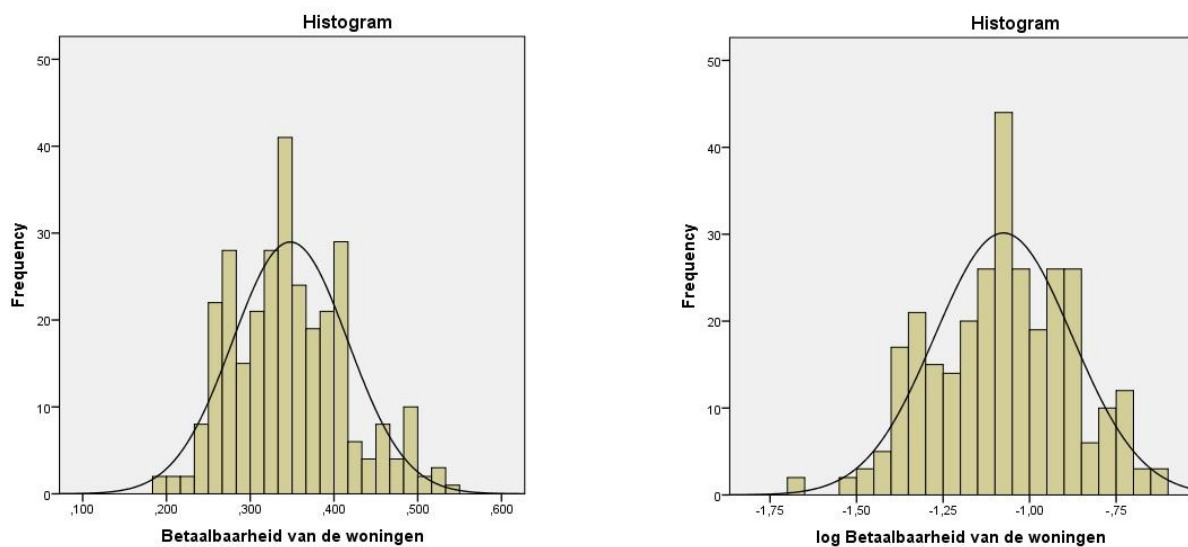 Histogram
50
40
30
20
10
0
Frequency
,100 ,200 ,300 ,400 ,500 ,600
Betaalbaarheid van de woningen
Histogram
50
40
30
20
10
0
Frequency
-1,75 -1,50 -1,25 -1,00 -,75
log Betaalbaarheid van de woningen